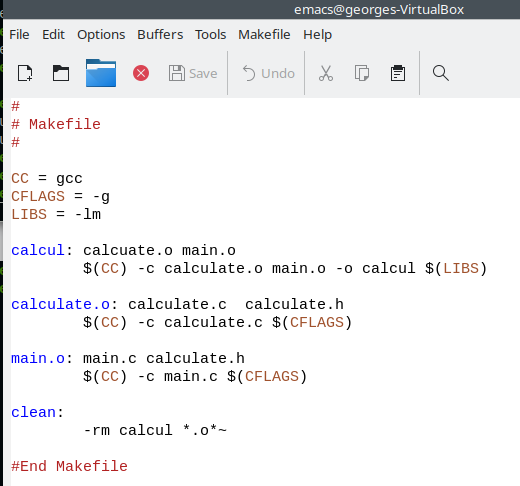 emacs@georges-VirtualBox
File Edit Options Buffers Tools Makefile Help
Save Undo
#
# Makefile
#
CC = gcc
CFLAGS = -g
LIBS = -lm
calcul: calcuate.o main.o
$(CC) -c calculate.o main.o -o calcul $(LIBS)
calculate.o: calculate.c  calculate.h
$(CC) -c calculate.c $(CFLAGS)
main.o: main.c calculate.h
$(CC) -c main.c $(CFLAGS)
clean:
-rm calcul *.o*~
#End Makefile